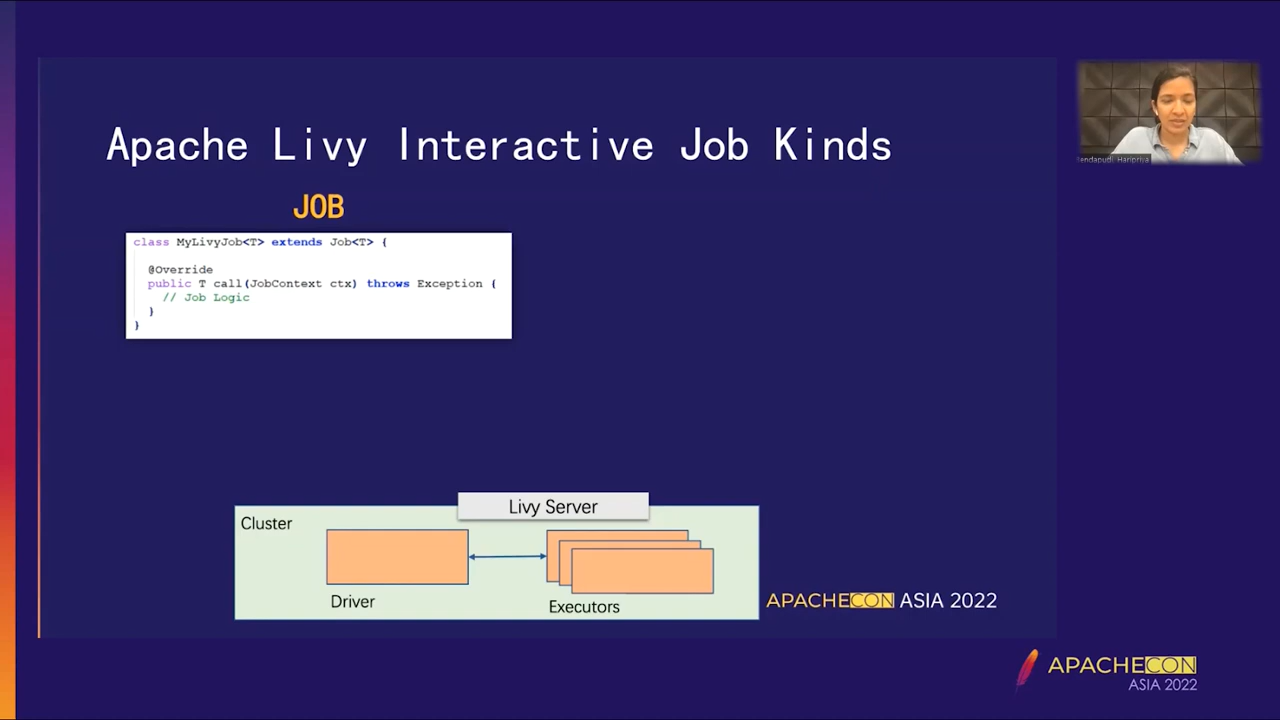 Apache Livy Interactive Job Kinds
JOB
class MyLivyJob<T> extends Job<T> {
@Override
public T call(JobContext ctx) throws Exception {
// Job Logic
}
}
Livy Server
Cluster
Driver
Executors
APACHECON ASIA 2022
Haripriya
APACHECON
ASIA 2022